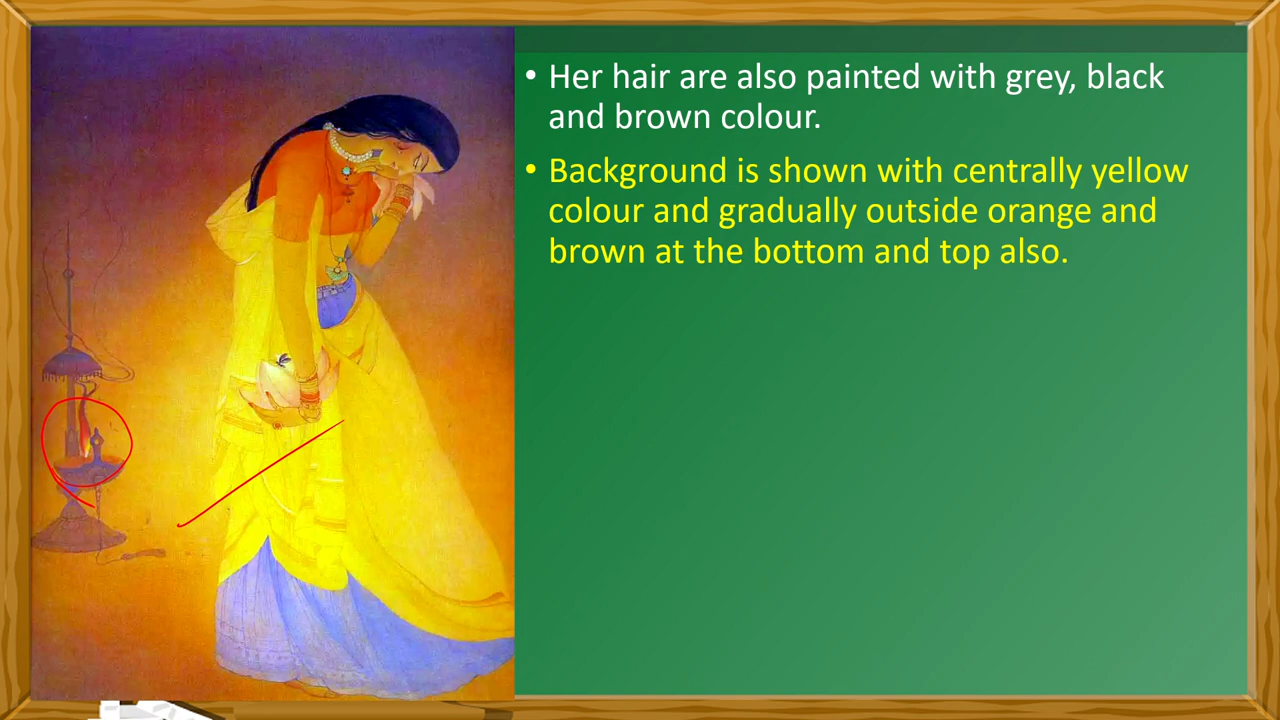 • Her hair are also painted with grey, black
and brown colour.
• Background is shown with centrally yellow
colour and gradually outside orange and
brown at the bottom and top also.